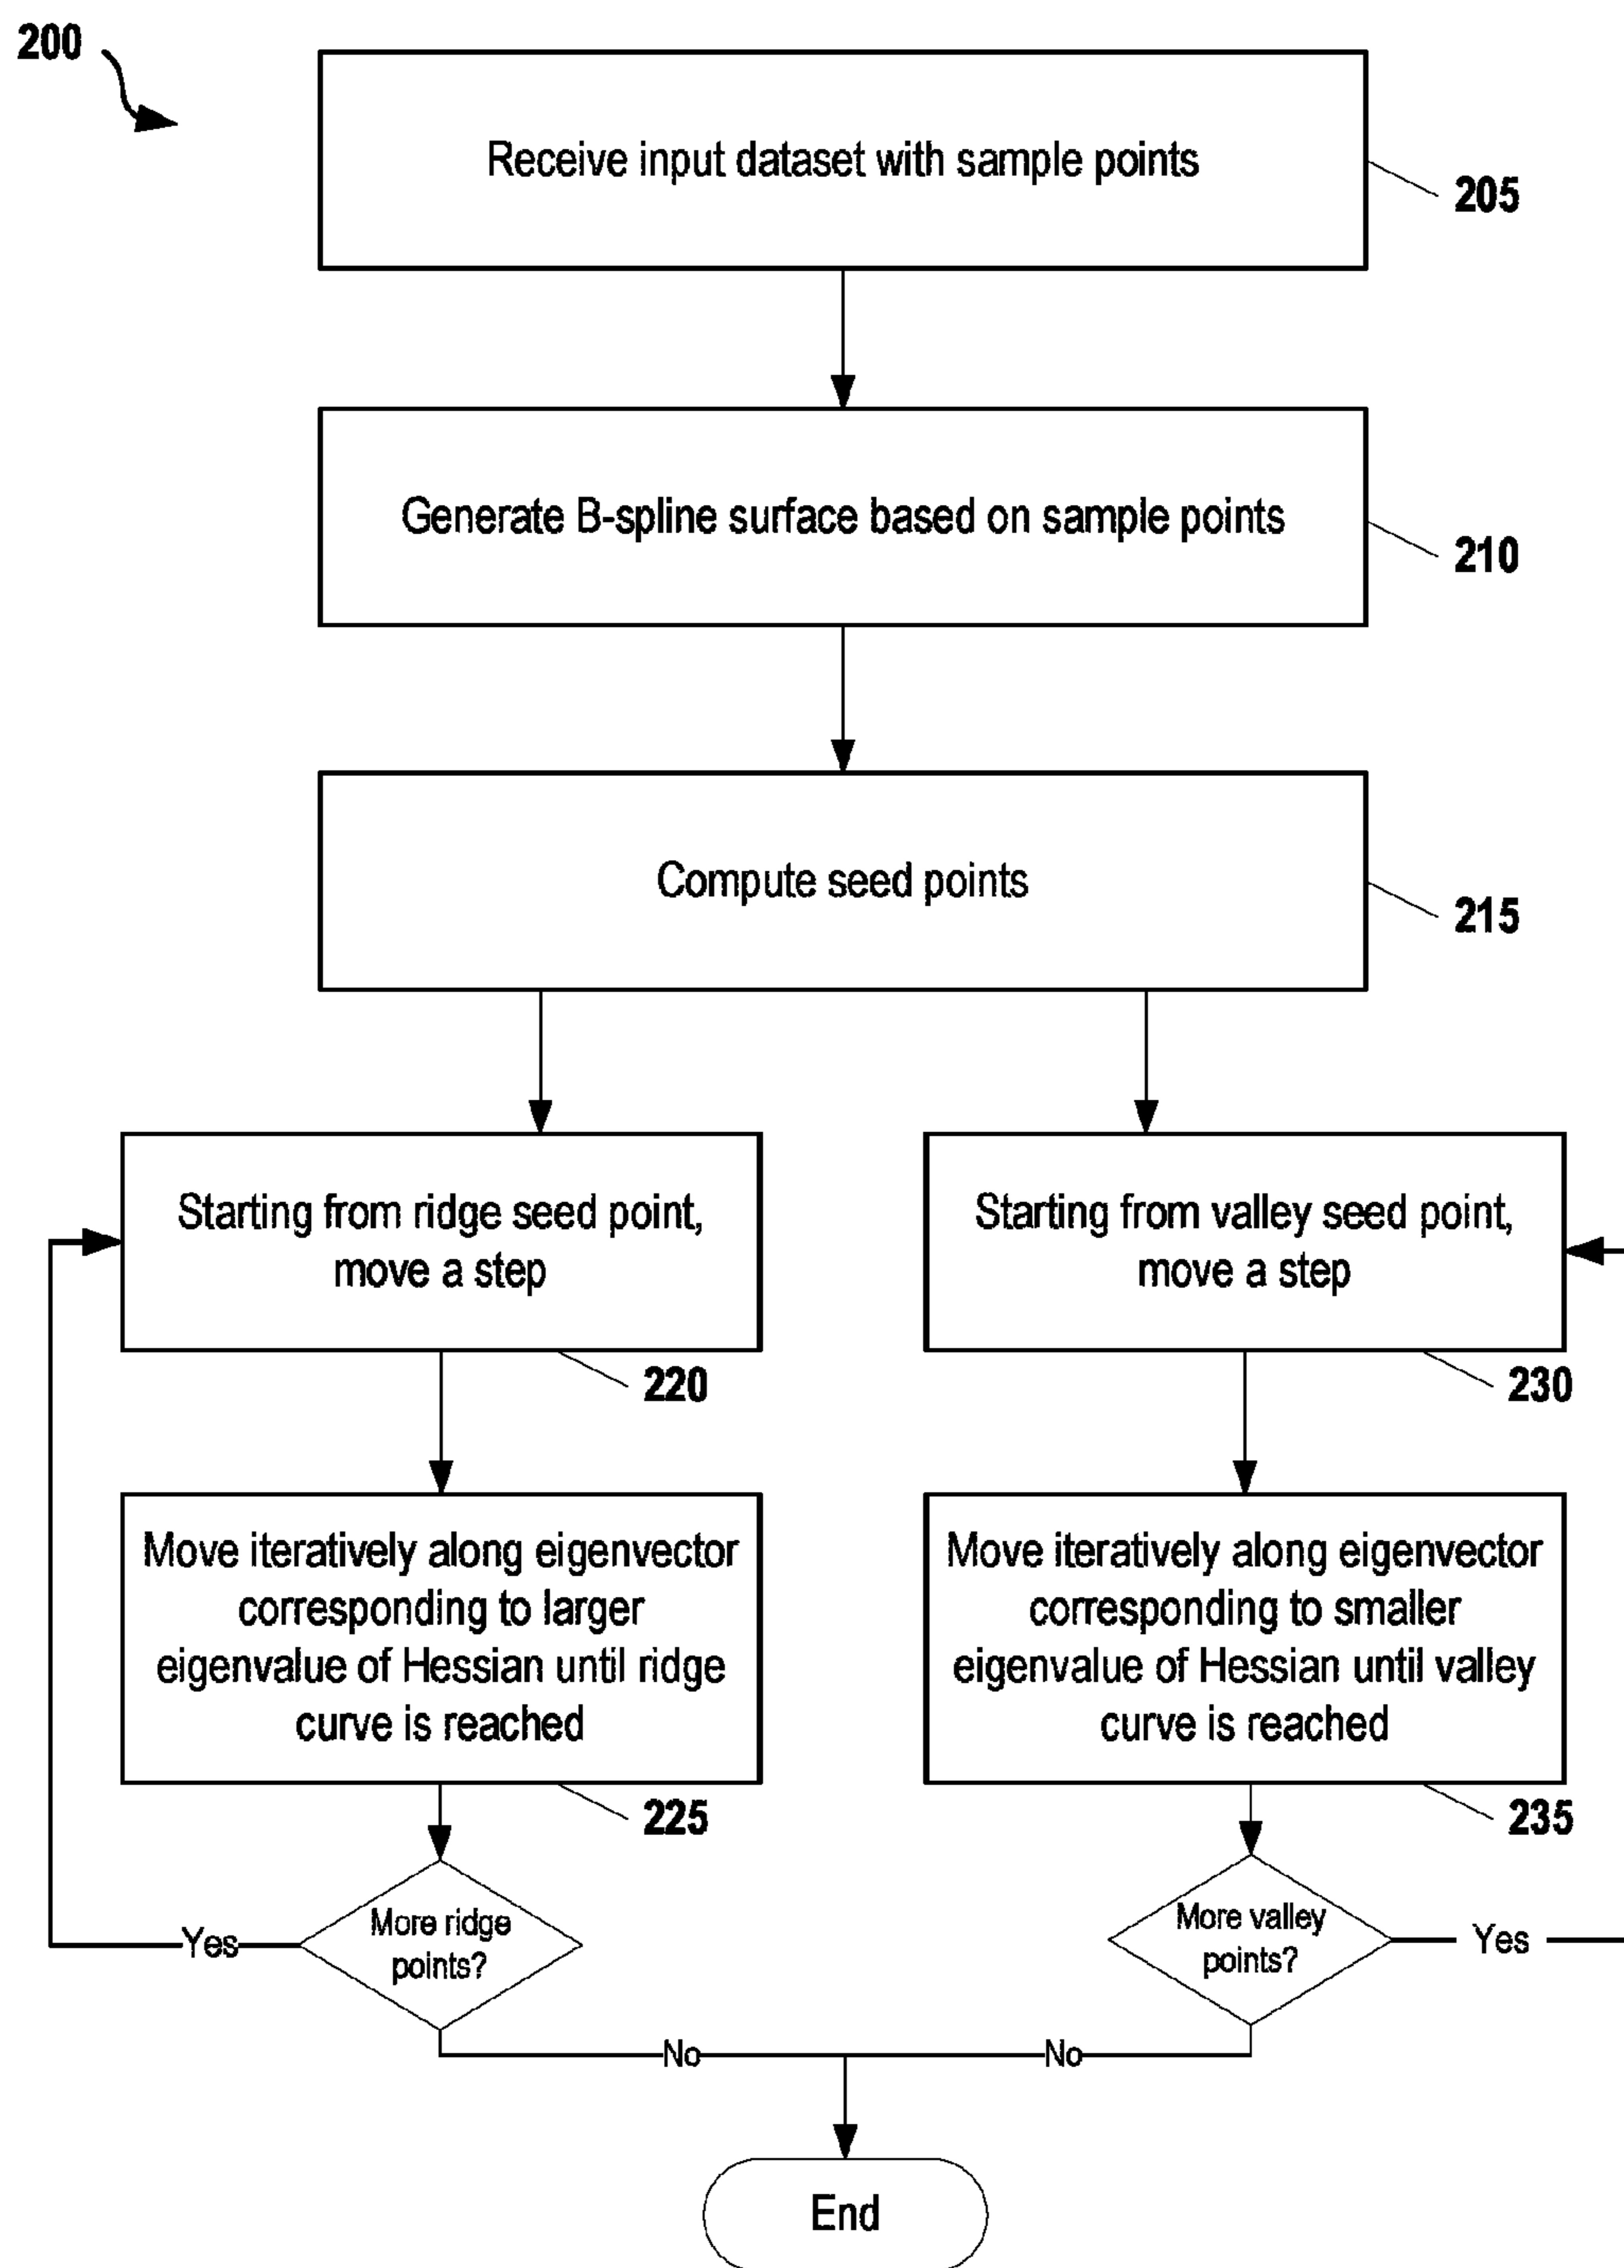 200
Receive input dataset with sample points
205
Generate B-spline surface based on sample points
210
Compute seed points
215
Starting from ridge seed point,
move a step
220
Starting from valley seed point,
move a step
230
Move iteratively along eigenvector
corresponding to larger
eigenvalue of Hessian until ridge
curve is reached
225
Move iteratively along eigenvector
corresponding to smaller
eigenvalue of Hessian until valley
curve is reached
235
More ridge
points?
Yes
More valley
points?
Yes
No
No
End